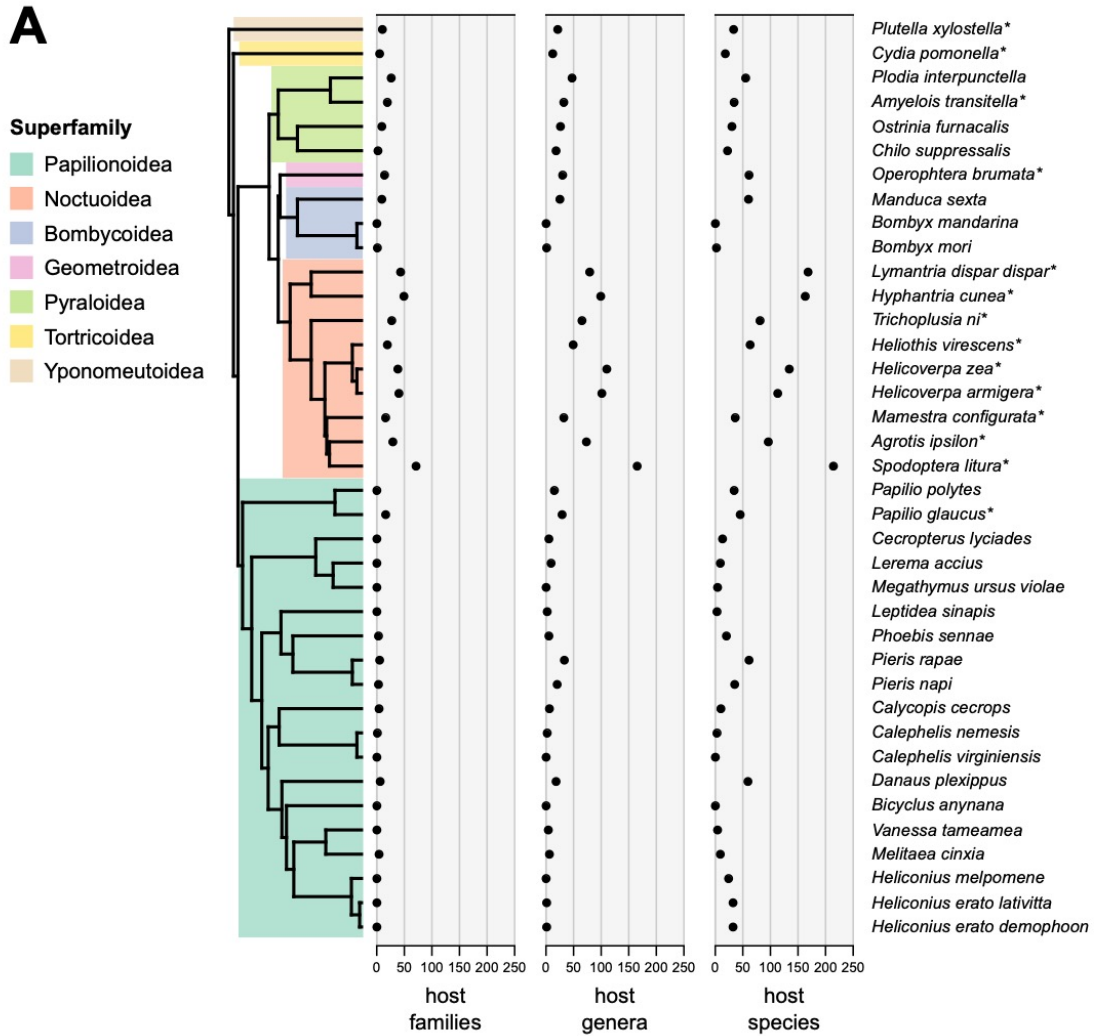 A
Superfamily
Papilionoidea
Noctuoidea
Bombycoidea
Geometroidea
Pyraloidea
Tortricoidea
Yponomeutoidea
Plutella xylostella*
Cydia pomonella*
Plodia interpunctella
Amyelois transitella*
Ostrinia furnacalis
Chilo suppressalis
Operophtera brumata*
Manduca sexta
Bombyx mandarina
Bombyx mori
Lymantria dispar dispar*
Hyphantria cunea*
Trichoplusia ni*
Heliothis virescens*
Helicoverpa zea*
Helicoverpa armigera*
Mamestra configurata*
Agrotis ipsilon*
Spodoptera litura*
Papilio polytes
Papilio glaucus*
Cecropterus lyciades
Lerema accius
Megathymus ursus violae
Leptidea sinapis
Phoebis sennae
Pieris rapae
Pieris napi
Calycopis cecrops
Calephelis nemesis
Calephelis virginiensis
Danaus plexippus
Bicyclus anynana
Vanessa tameamea
Melitaea cinxia
Heliconius melpomene
Heliconius erato lativitta
Heliconius erato demophoon
0 50 100 150 200 250
host
families
0 50 100 150 200 250
host
genera
0 50 100 150 200 250
host
species